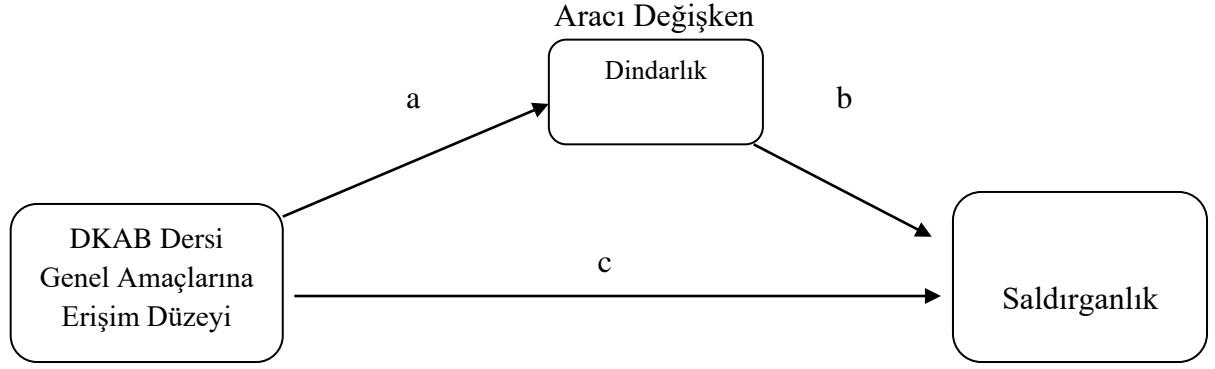 Aracı Değişken
Dindarlık
a
b
DKAB Dersi
Genel Amaçlarına
Erişim Düzeyi
c
Saldırganlık